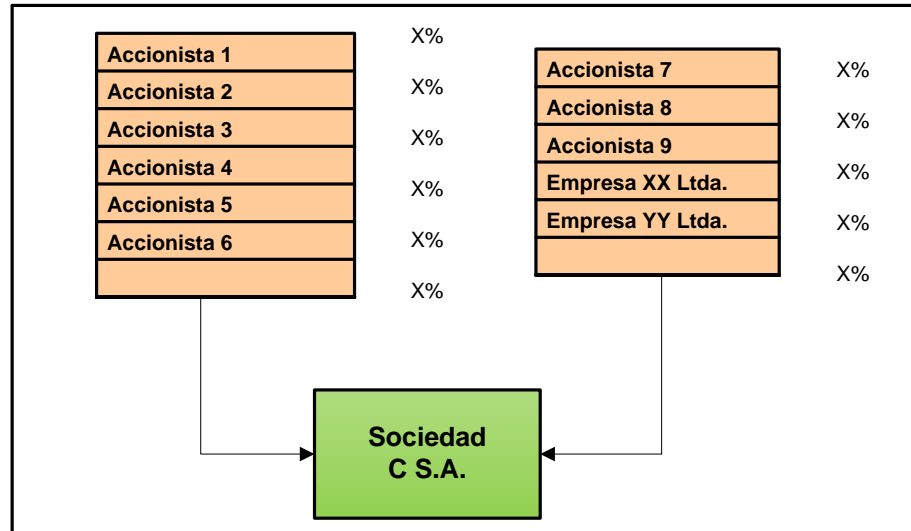 Accionista 1
Accionista 2
Accionista 3
Accionista 4
Accionista 5
Accionista 6
X%
X%
X%
X%
X%
X%
Accionista 7
Accionista 8
Accionista 9
Empresa XX Ltda.
Empresa YY Ltda.
X%
X%
X%
X%
X%
Sociedad
C S.A.